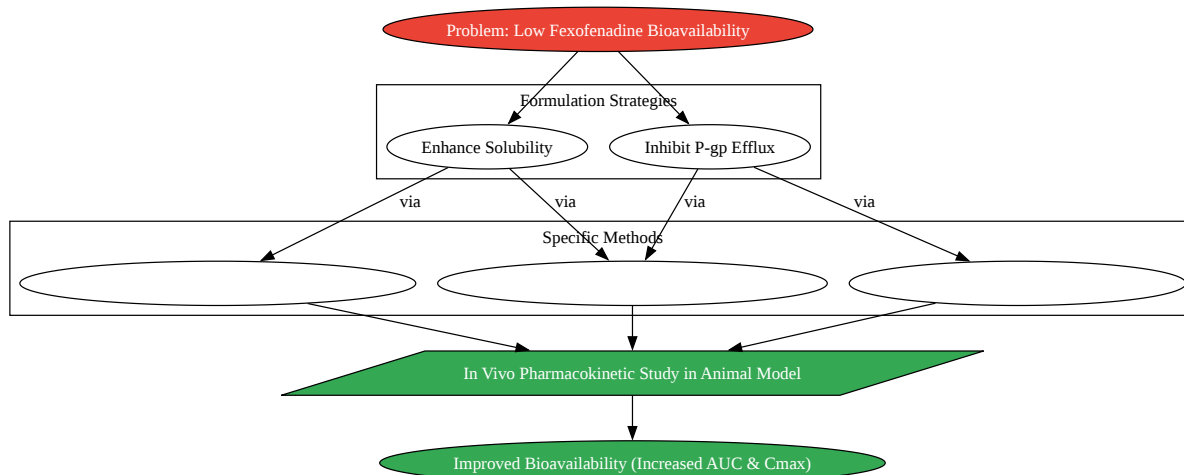 Problem: Low Fexofenadine Bioavailability
Formulation Strategies
Enhance Solubility
Inhibit P-gp Efflux
via
via
via
via
Specific Methods
In Vivo Pharmacokinetic Study in Animal Model
Improved Bioavailability (Increased AUC & Cmax)